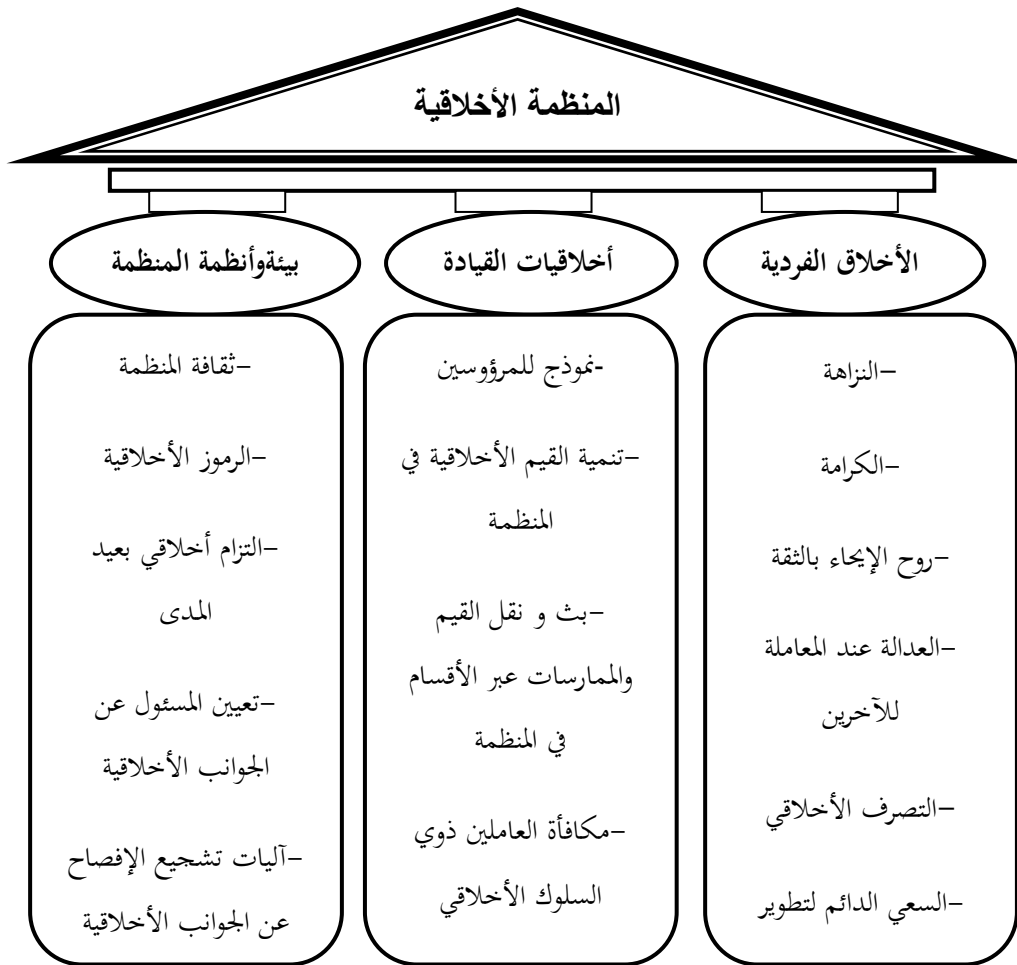 المنظمة الأخلاقية
الأخلاق الفردية
–النزاهة
–الكرامة
–روح الإيحاء بالثقة
–العدالة عند المعاملة
للآخرين
–التصرف الأخلاقي
–السعي الدائم لتطوير
أخلاقيات القيادة
-نموذج للمرؤوسين
–تنمية القيم الأخلاقية في
المنظمة
–بث و نقل القيم
والممارسات عبر الأقسام
في المنظمة
–مكافأة العاملين ذوي
السلوك الأخلاقي
بيئةوأنظمة المنظمة
–ثقافة المنظمة
–الرموز الأخلاقية
–التزام أخلاقي بعيد
المدى
–تعيين المسئول عن
الجوانب الأخلاقية
–آليات تشجيع الإفصاح
عن الجوانب الأخلاقية